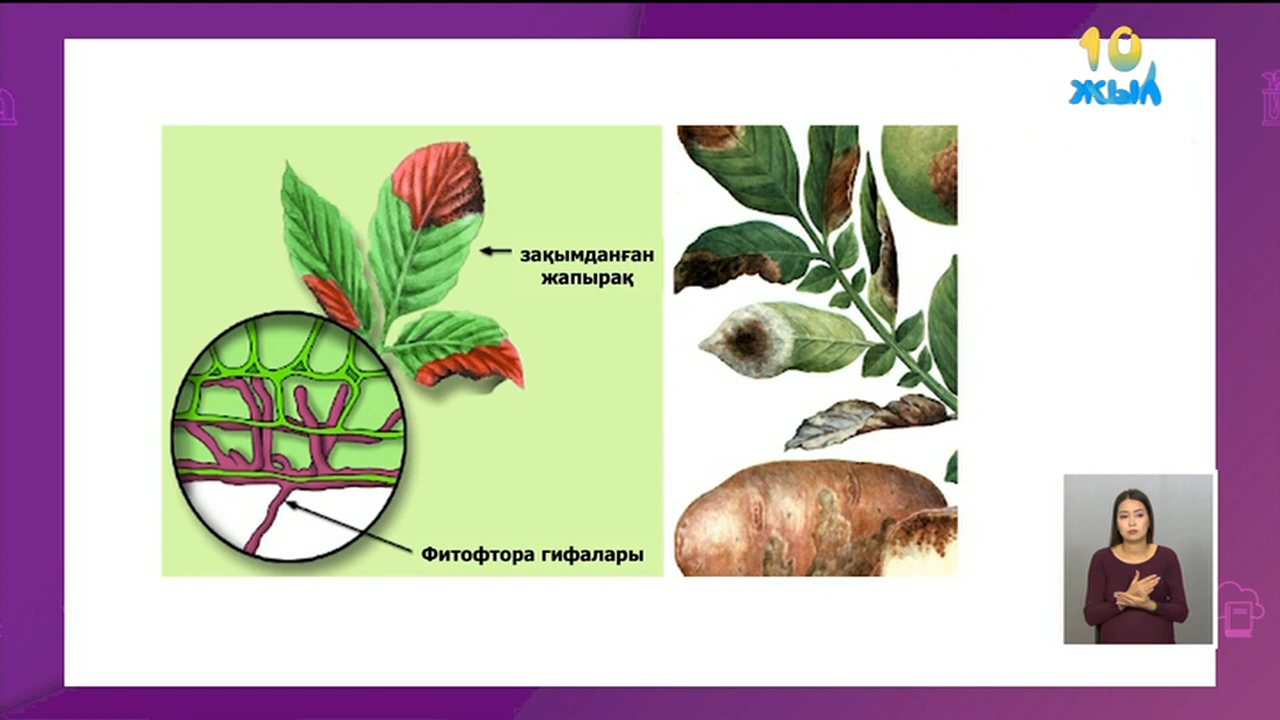 10
жыл
зақымданған
жапырақ
Фитофтора гифалары